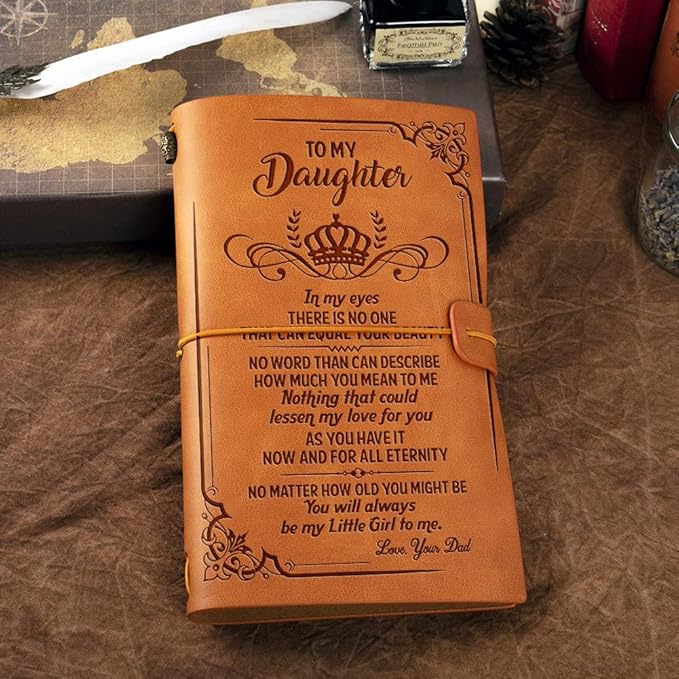 Feather Pen
TO MY
Daughter
In my eyes
THERE IS NO ONE
THAT CAN EQUAL YOUR BEAUTY
NO WORD THAN CAN DESCRIBE
HOW MUCH YOU MEAN TO ME
Nothing that could
lessen my love for you
AS YOU HAVE IT
NOW AND FOR ALL ETERNITY
NO MATTER HOW OLD YOU MIGHT BE
You will always
be my Little Girl to me.
Love, Your Dad